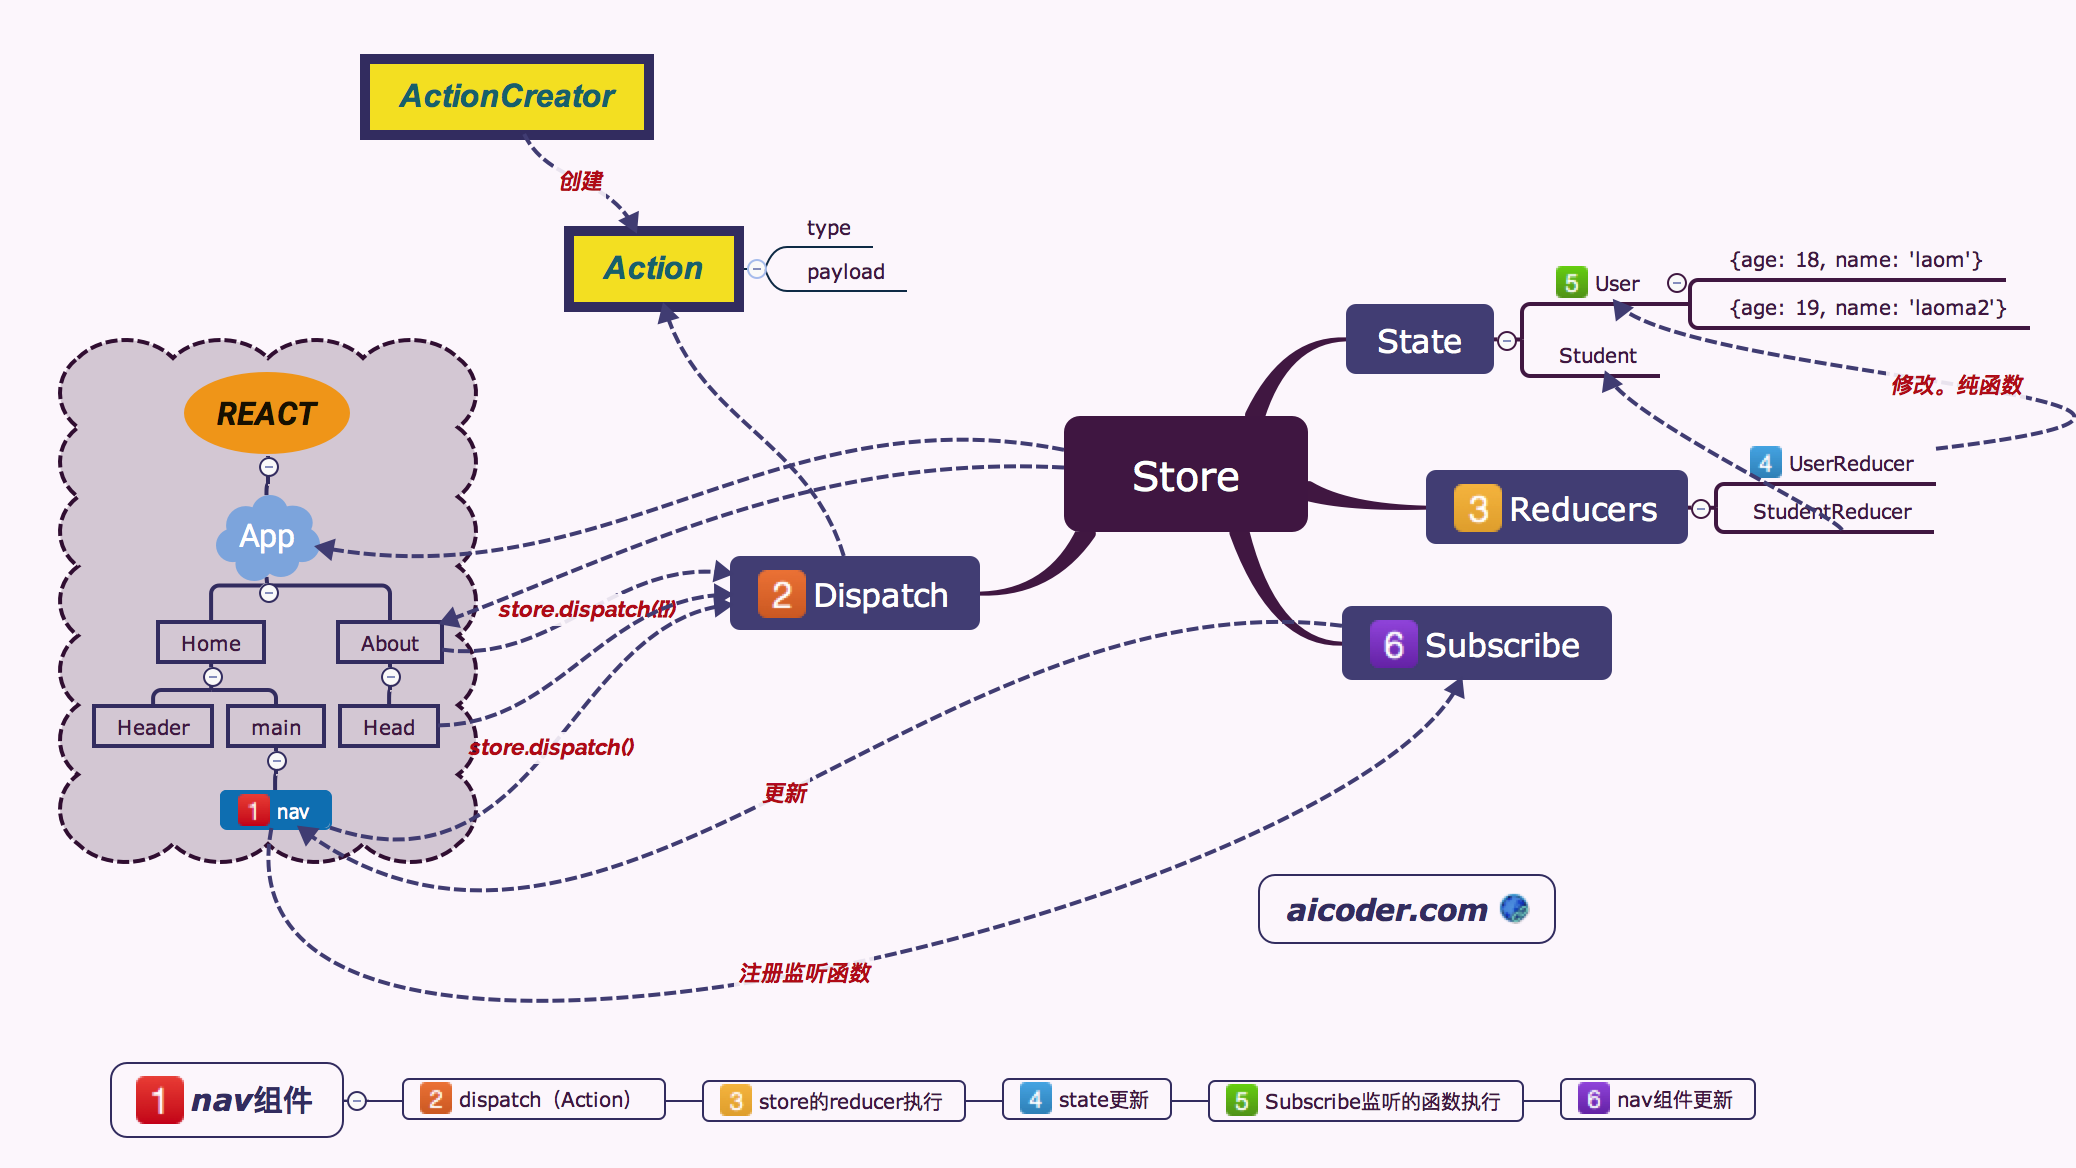 ActionCreator
创建
Action
type
payload
REACT
App
Home
About
Header
main
Head
1 nav
store.dispatch()
store.dispatch()
2 Dispatch
Store
State
5 User
{age: 18, name: 'laom'}
{age: 19, name: 'laoma2'}
Student
修改。纯函数
3 Reducers
4 UserReducer
StudentReducer
6 Subscribe
更新
注册监听函数
aicoder.com
1 nav组件
2 dispatch（Action）
3 store的reducer执行
4 state更新
5 Subscribe监听的函数执行
6 nav组件更新